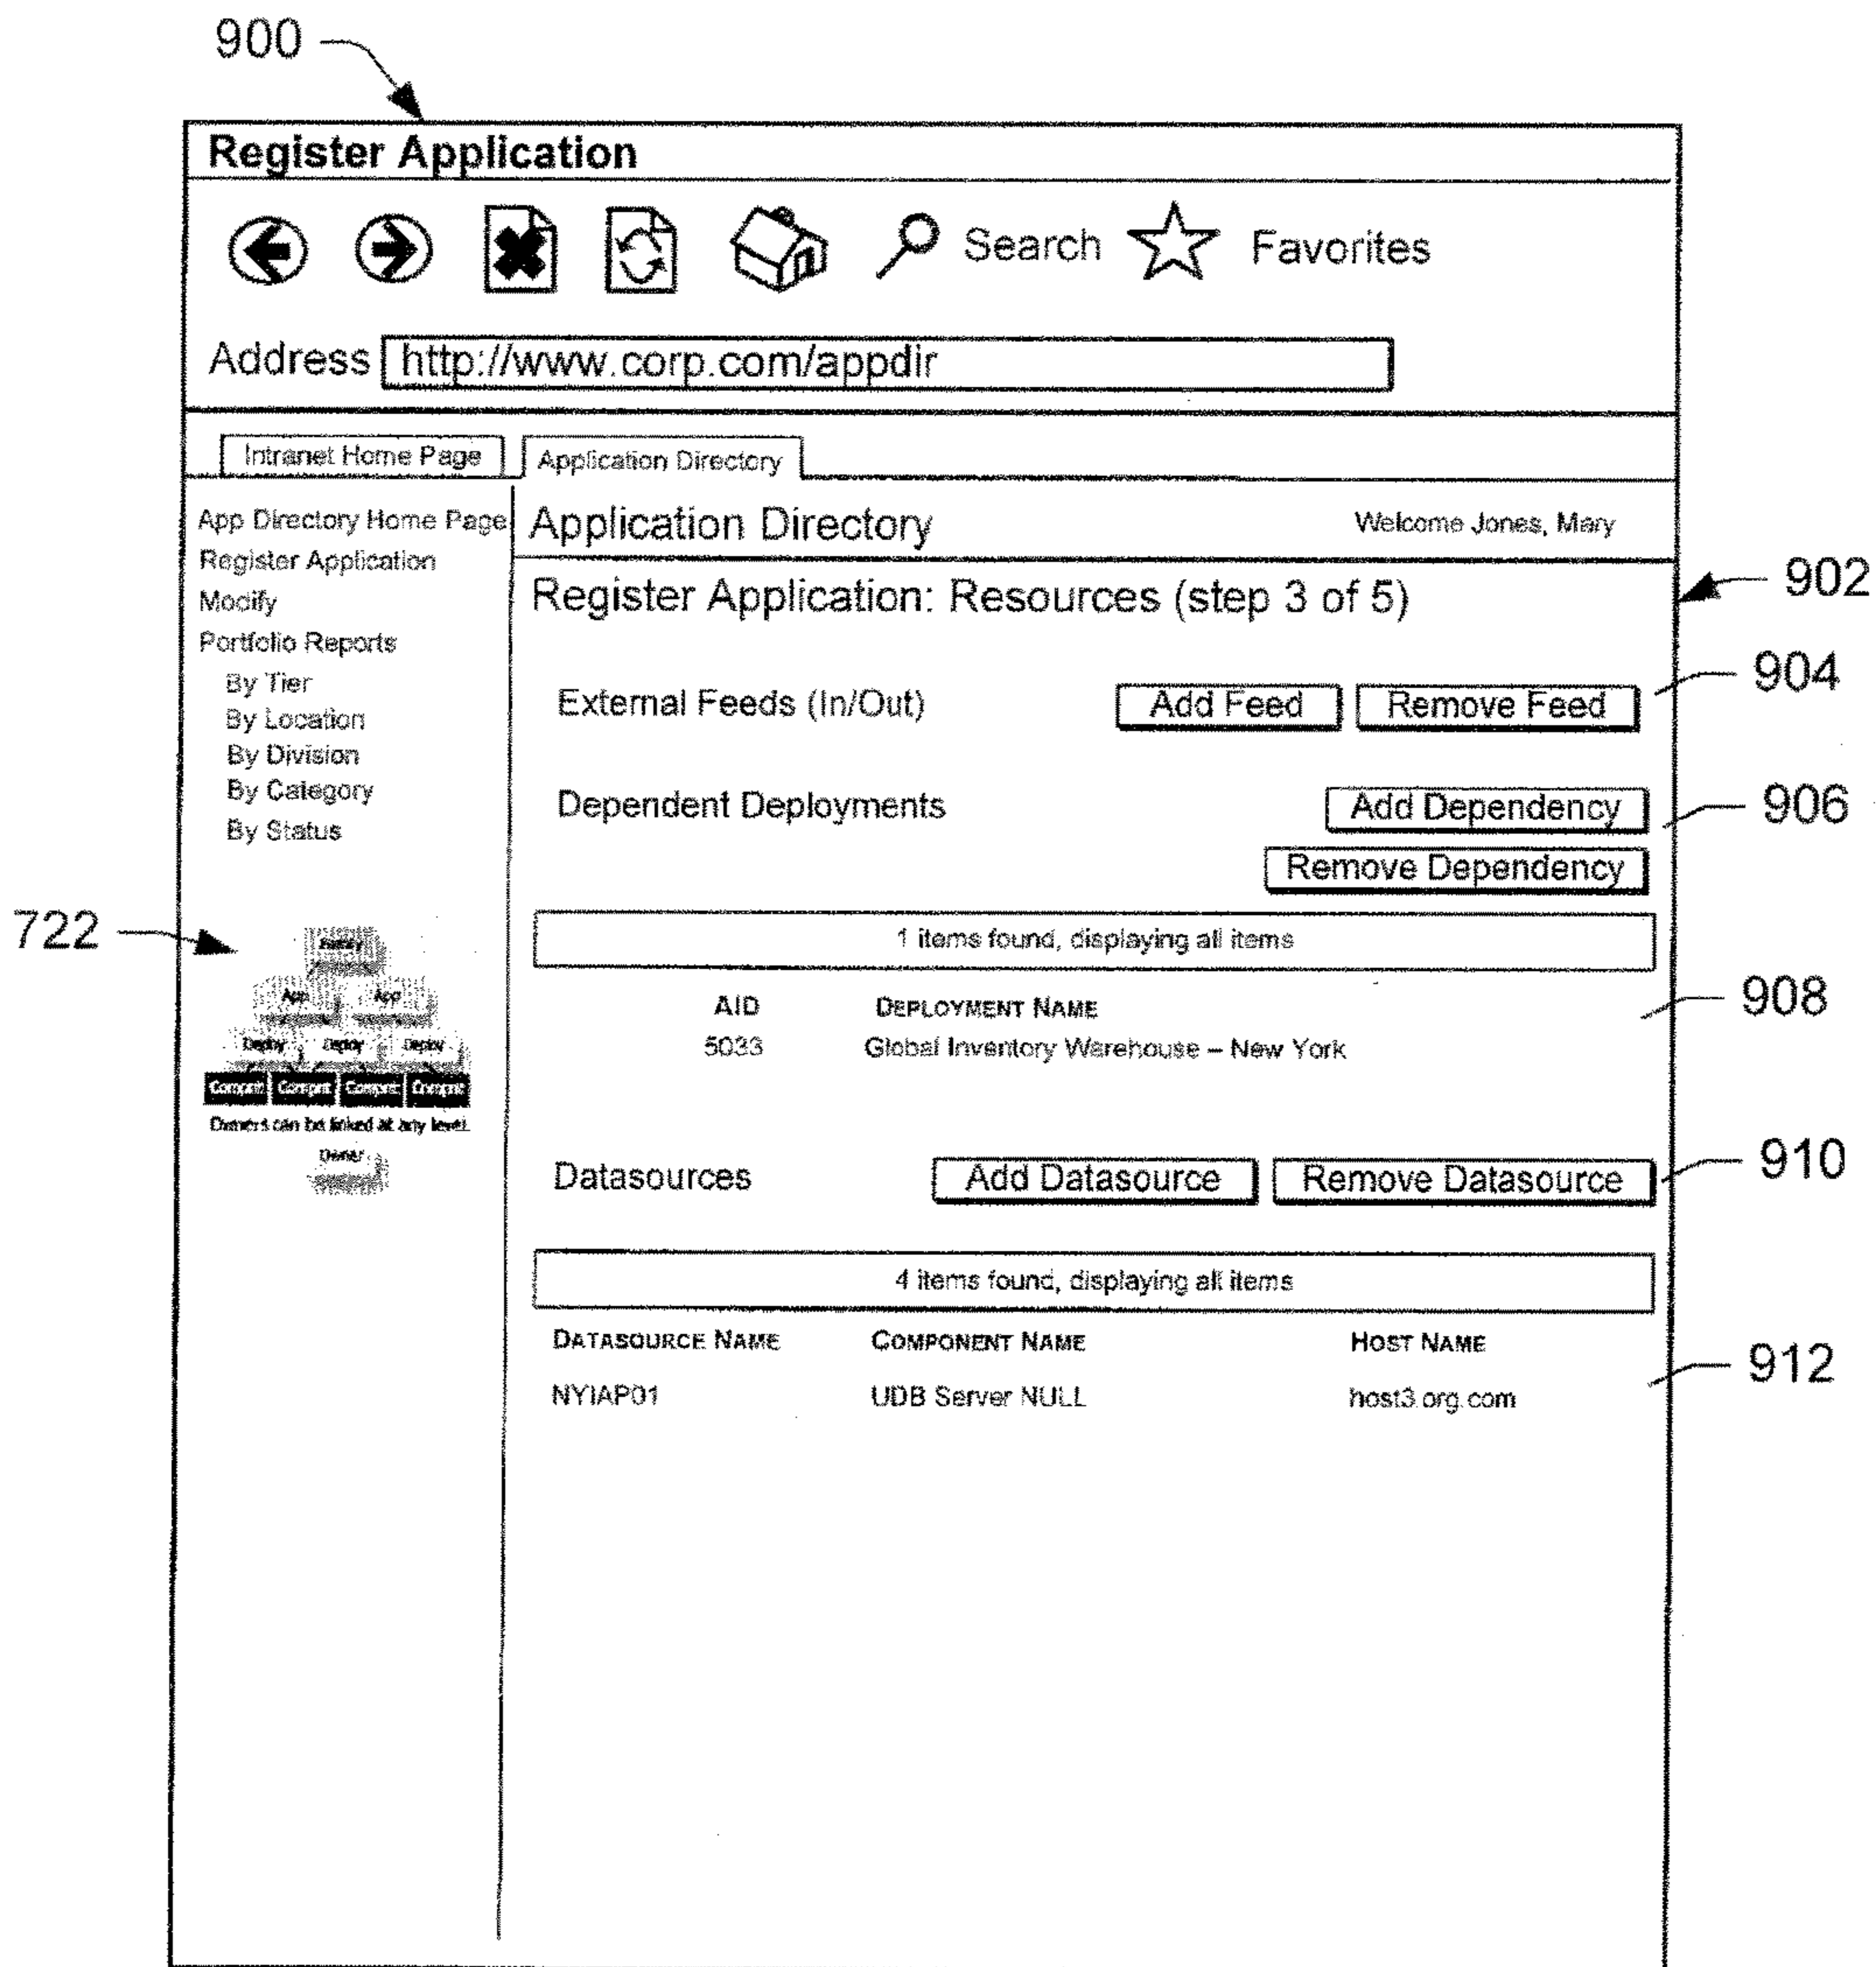 900
Register Application
Search Favorites
Address http://www.corp.com/appdir
Intranet Home Page Application Directory
App Directory Home Page
Register Application
Modify
Portfolio Reports
By Tier
By Location
By Division
By Category
By Status
722
App App
Deploy Deploy Deploy
Owners can be linked at any level.
Owner
Application Directory Welcome Jones, Mary
Register Application: Resources (step 3 of 5) 902
External Feeds (In/Out) Add Feed Remove Feed 904
Dependent Deployments Add Dependency 906
Remove Dependency
1 items found, displaying all items
AID DEPLOYMENT NAME 908
5033 Global Inventory Warehouse – New York
Datasources Add Datasource Remove Datasource 910
4 items found, displaying all items
DATASOURCE NAME COMPONENT NAME HOST NAME
912
NYIAP01 UDB Server NULL host3.org.com